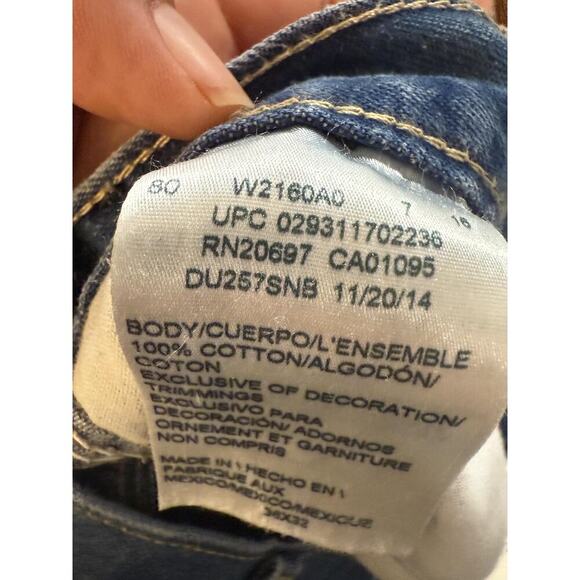 80 W2160A0 7 16
UPC 029311702236
RN20697 CA01095
DU257SNB 11/20/14
BODY/CUERPO/L'ENSEMBLE
100% COTTON/ALGODÓN/
COTON
EXCLUSIVE OF DECORATION/
TRIMMINGS
EXCLUSIVO PARA
DECORACIÓN/ ADORNOS
ORNEMENT ET GARNITURE
NON COMPRIS
MADE IN \ HECHO EN \
FABRIQUE AUX
MEXICO/MEXICO/MEXIQUE
36X32